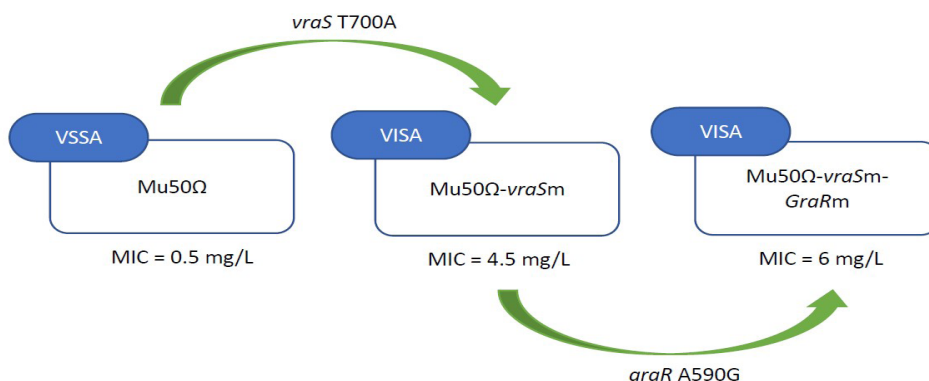 vraS T700A
VSSA
VISA
VISA
Mu50Ω
Mu50Ω-vraSm
Mu50Ω-vraSm-
GraRm
MIC = 0.5 mg/L
MIC = 4.5 mg/L
MIC = 6 mg/L
graR A590G